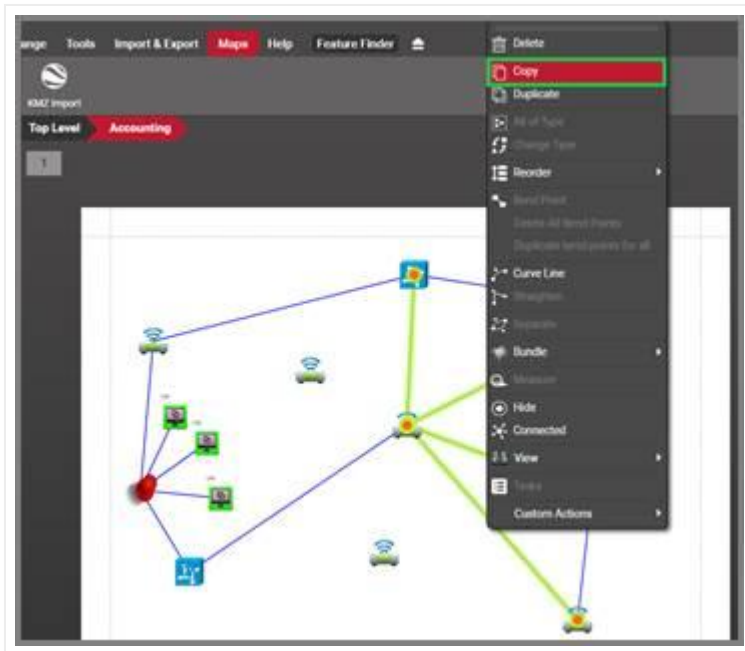 ange Tools Import & Export Maps Help Feature Finder
KMZ Import
Top Level Accounting
1
Delete
Copy
Duplicate
All of Type
Change Type
Reorder
Bend Point
Delete All Bend Points
Duplicate bend points for all
Curve Line
Straighten
Separate
Bundle
Measure
Hide
Connected
View
Tasks
Custom Actions